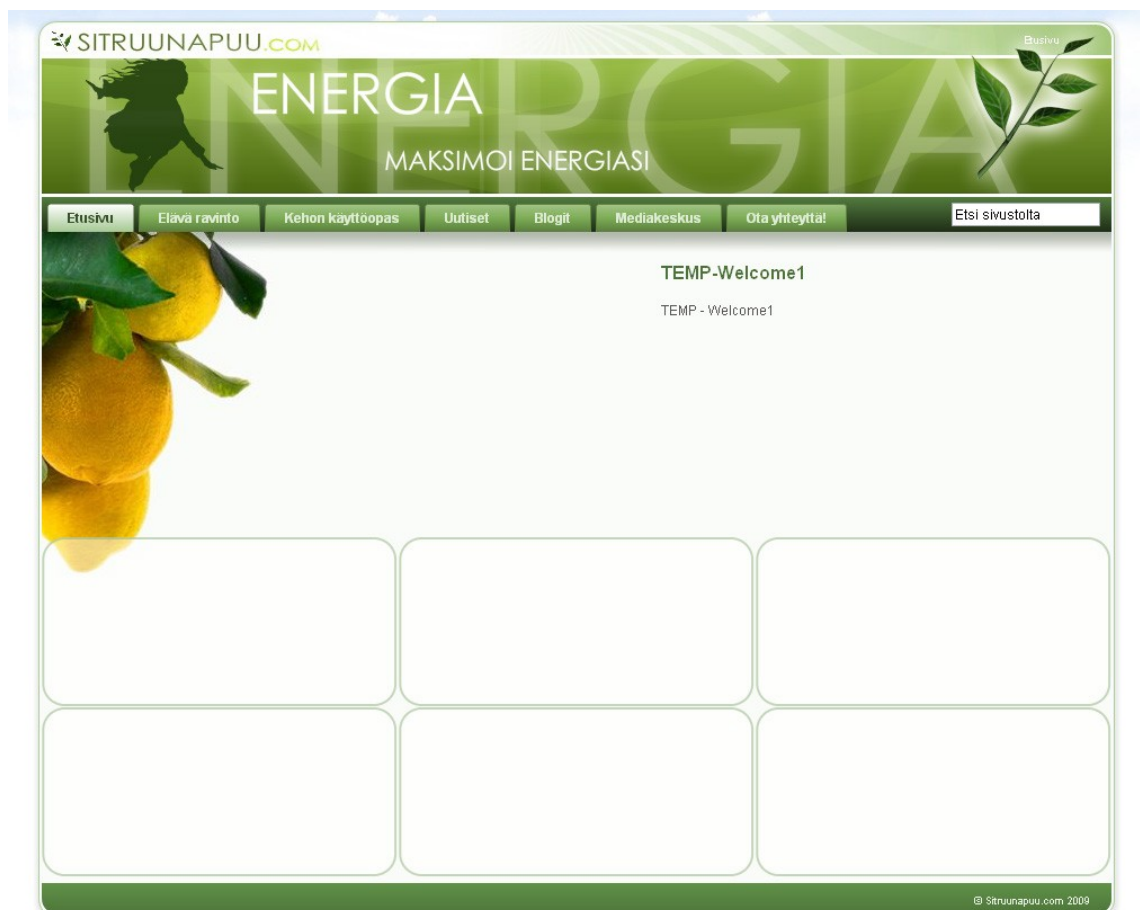 SITRUUNAPUU.COM
Etusivu
ENERGIA
ENERGIA
MAKSIMOI ENERGIASI
Etusivu Elävä ravinto Kehon käyttöopas Uutiset Blogit Mediakeskus Ota yhteyttä! Etsi sivustolta
TEMP-Welcome1
TEMP - Welcome1
© Sitruunapuu.com 2009